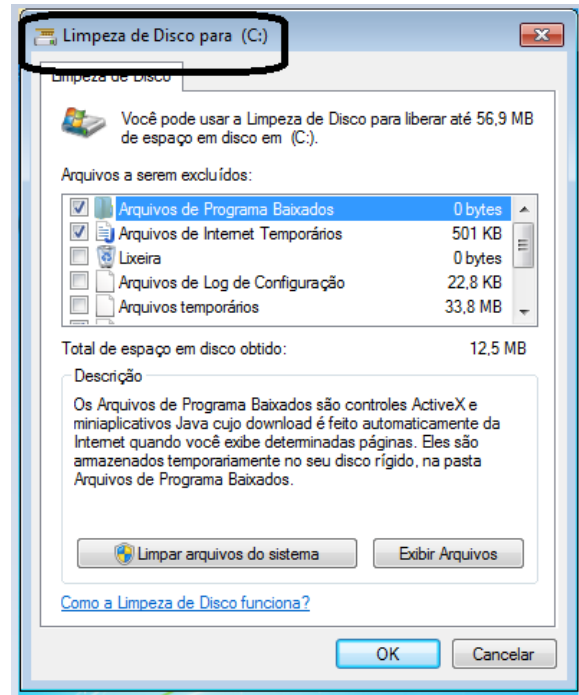 Limpeza de Disco para (C:)
Limpeza de Disco
Você pode usar a Limpeza de Disco para liberar até 56,9 MB
de espaço em disco em (C:).
Arquivos a serem excluídos:
Arquivos de Programa Baixados 0 bytes
Arquivos de Internet Temporários 501 KB
Lixeira 0 bytes
Arquivos de Log de Configuração 22,8 KB
Arquivos temporários 33,8 MB
Total de espaço em disco obtido: 12,5 MB
Descrição
Os Arquivos de Programa Baixados são controles ActiveX e
miniaplicativos Java cujo download é feito automaticamente da
Internet quando você exibe determinadas páginas. Eles são
armazenados temporariamente no seu disco rígido, na pasta
Arquivos de Programa Baixados.
Limpar arquivos do sistema
Exibir Arquivos
Como a Limpeza de Disco funciona?
OK
Cancelar